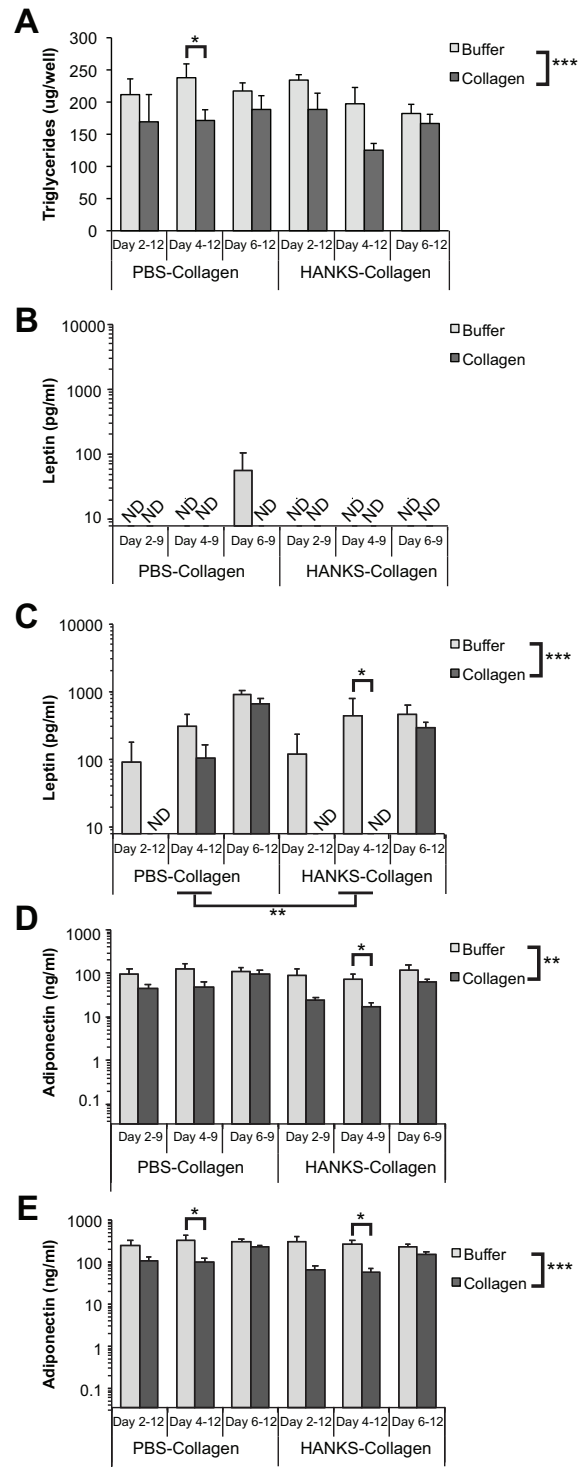 A
Triglycerides (ug/well)
300
250
200
150
100
50
0
*
Buffer
Collagen
***
Day 2-12 Day 4-12 Day 6-12 Day 2-12 Day 4-12 Day 6-12
PBS-Collagen HANKS-Collagen
B
Leptin (pg/ml)
10000
1000
100
10
Buffer
Collagen
ND ND ND ND ND ND ND ND ND ND ND
Day 2-9 Day 4-9 Day 6-9 Day 2-9 Day 4-9 Day 6-9
PBS-Collagen HANKS-Collagen
C
Leptin (pg/ml)
10000
1000
100
10
*
Buffer
Collagen
***
ND ND ND
Day 2-12 Day 4-12 Day 6-12 Day 2-12 Day 4-12 Day 6-12
PBS-Collagen HANKS-Collagen
**
D
Adiponectin (ng/ml)
1000
100
10
1
0.1
*
Buffer
Collagen
**
Day 2-9 Day 4-9 Day 6-9 Day 2-9 Day 4-9 Day 6-9
PBS-Collagen HANKS-Collagen
E
Adiponectin (ng/ml)
1000
100
10
1
0.1
* *
Buffer
Collagen
***
Day 2-12 Day 4-12 Day 6-12 Day 2-12 Day 4-12 Day 6-12
PBS-Collagen HANKS-Collagen